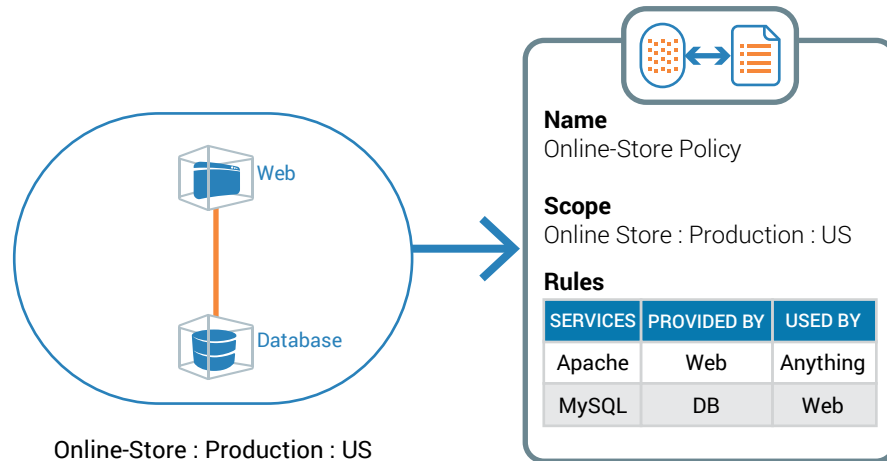 Web
Database
Online-Store : Production : US
Name
Online-Store Policy
Scope
Online Store : Production : US
Rules
SERVICES PROVIDED BY USED BY
Apache Web Anything
MySQL DB Web